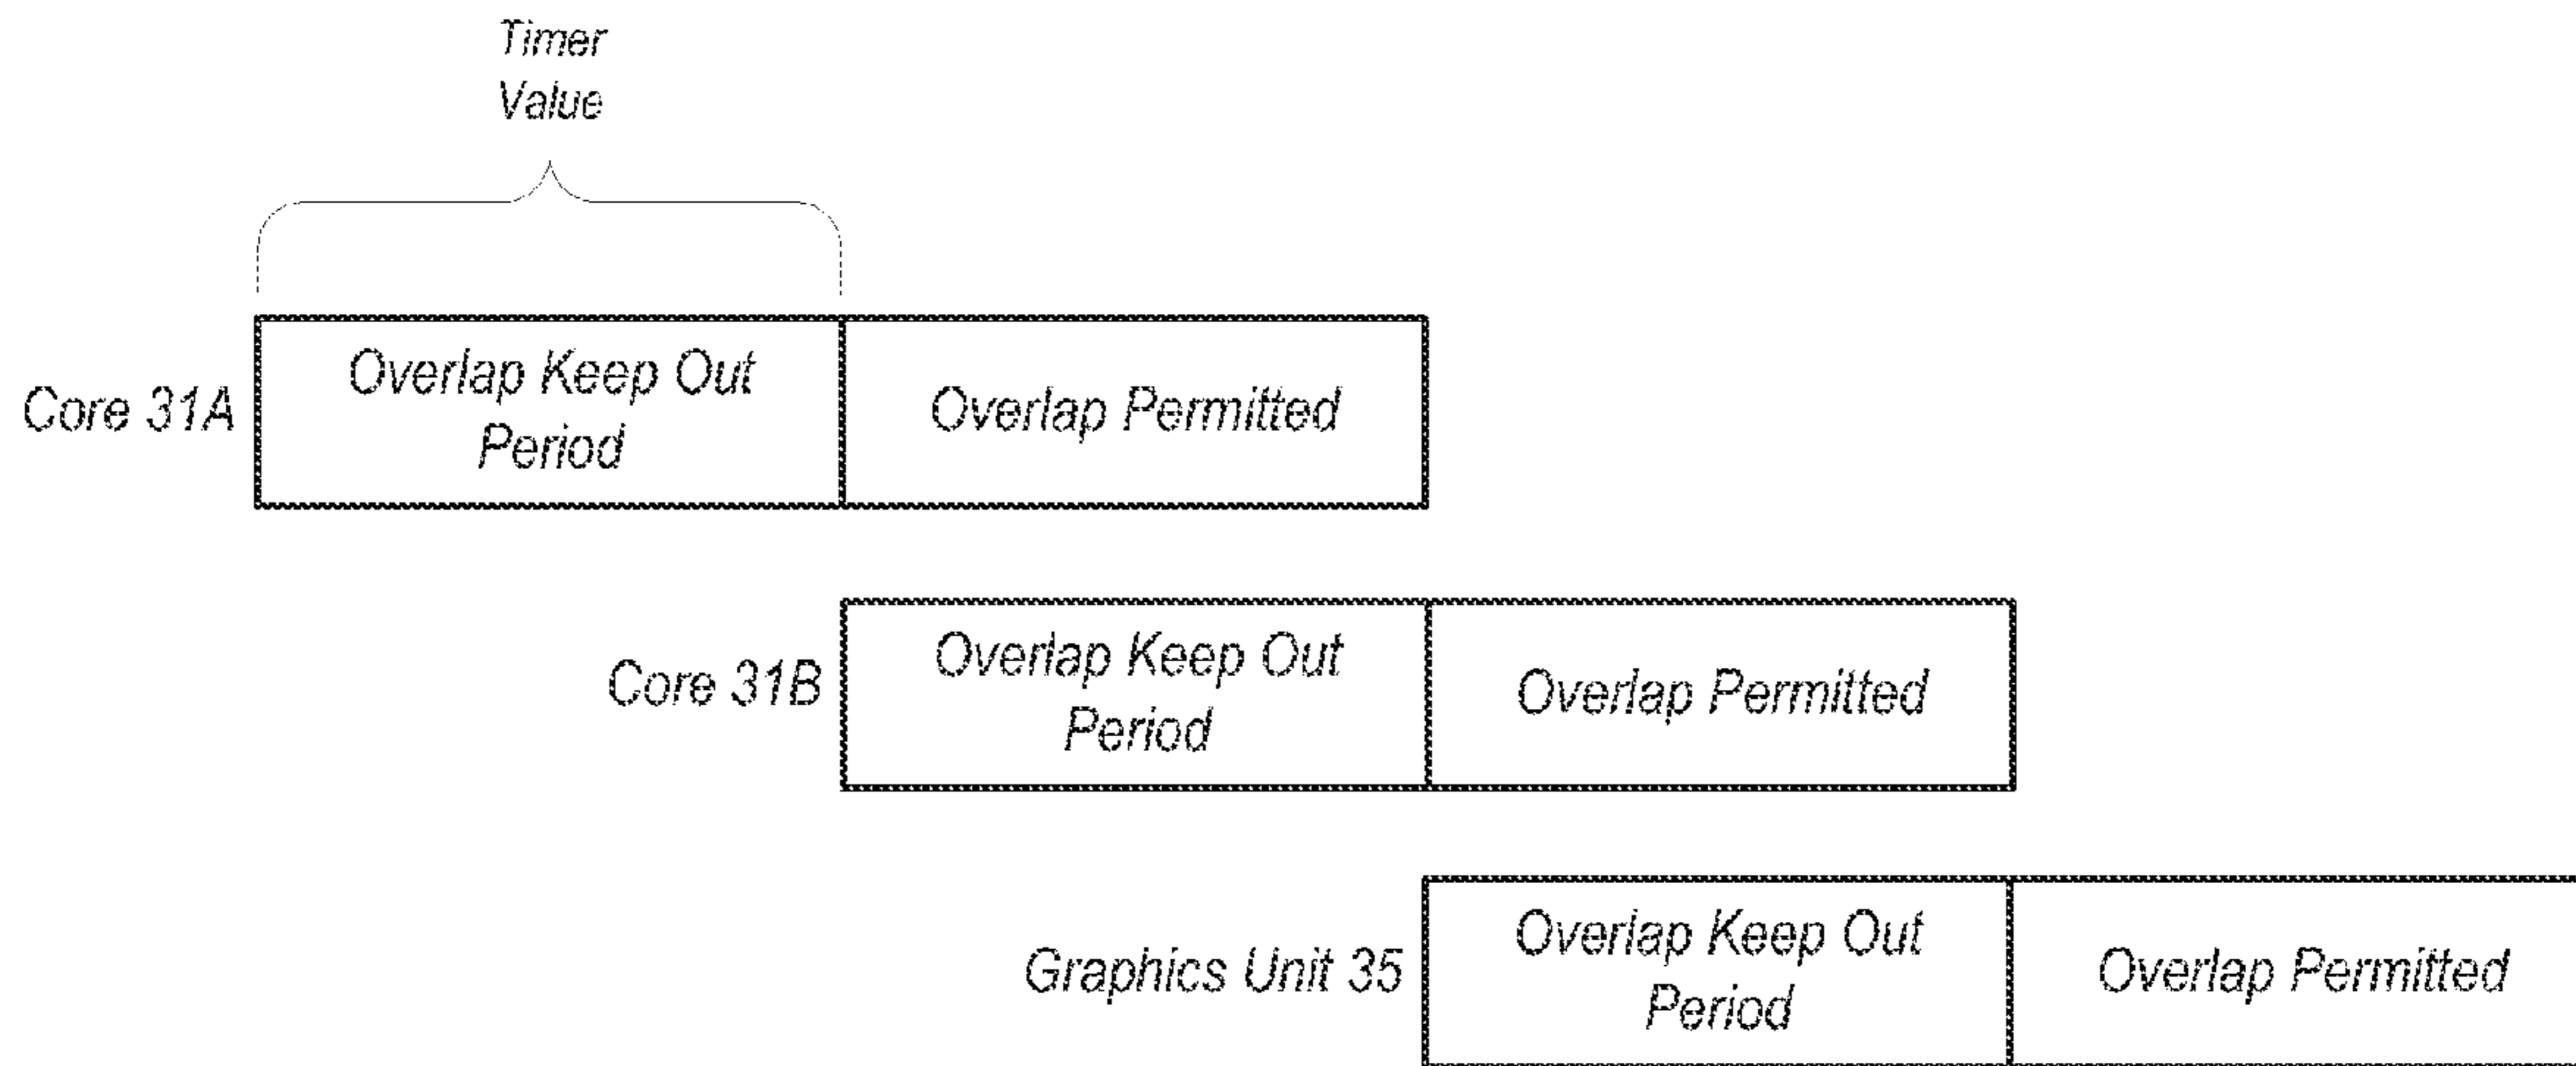 Timer
Value
Core 31A
Overlap Keep Out
Period
Overlap Permitted
Core 31B
Overlap Keep Out
Period
Overlap Permitted
Graphics Unit 35
Overlap Keep Out
Period
Overlap Permitted